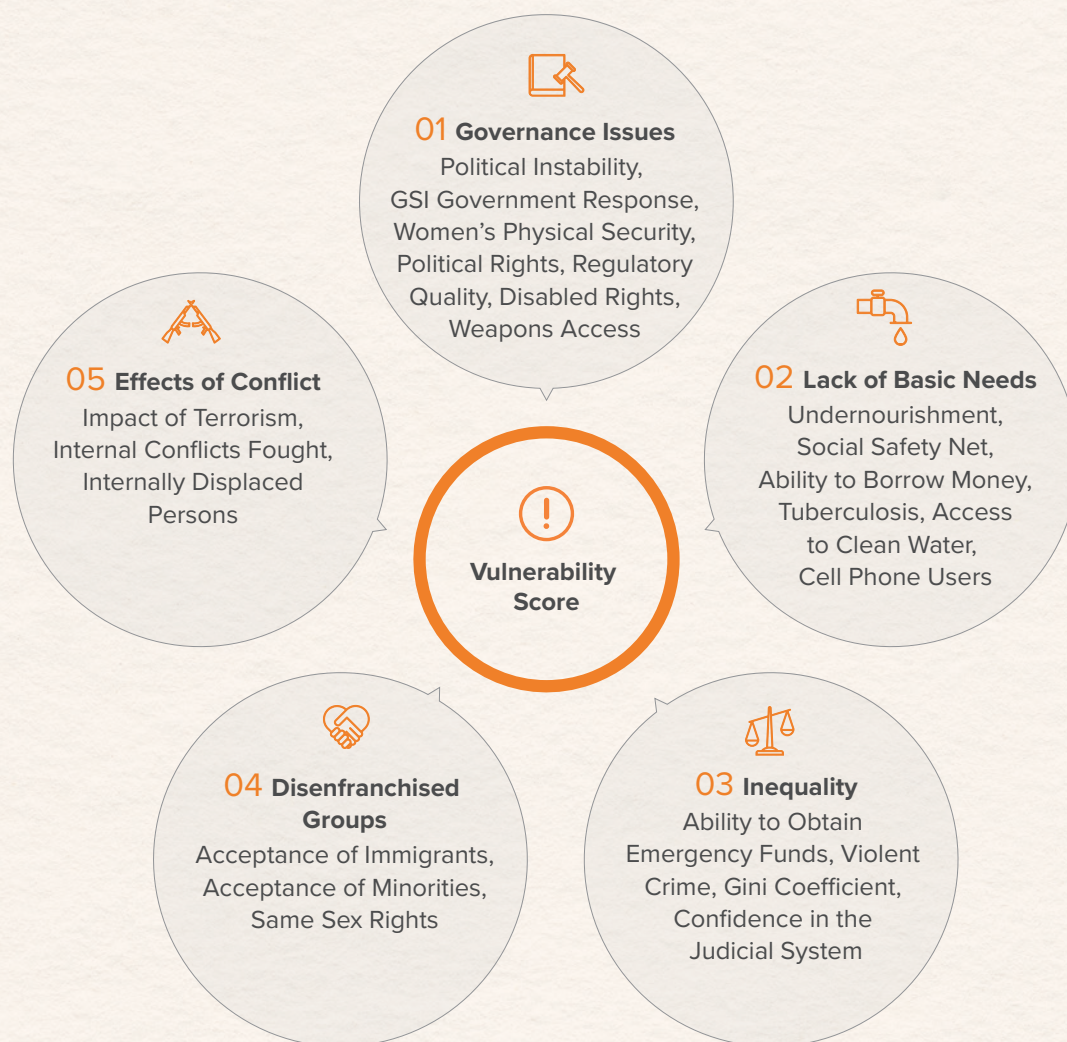 01 Governance Issues
Political Instability,
GSI Government Response,
Women’s Physical Security,
Political Rights, Regulatory
Quality, Disabled Rights,
Weapons Access
02 Lack of Basic Needs
Undernourishment,
Social Safety Net,
Ability to Borrow Money,
Tuberculosis, Access
to Clean Water,
Cell Phone Users
03 Inequality
Ability to Obtain
Emergency Funds, Violent
Crime, Gini Coefficient,
Confidence in the
Judicial System
04 Disenfranchised
Groups
Acceptance of Immigrants,
Acceptance of Minorities,
Same Sex Rights
05 Effects of Conflict
Impact of Terrorism,
Internal Conflicts Fought,
Internally Displaced
Persons
Vulnerability
Score